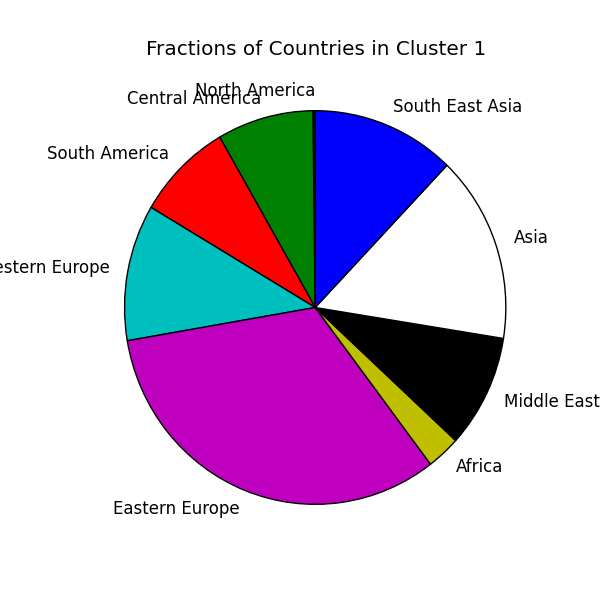 Fractions of Countries in Cluster 1
North America
Central America
South East Asia
South America
Asia
estern Europe
Middle East
Africa
Eastern Europe